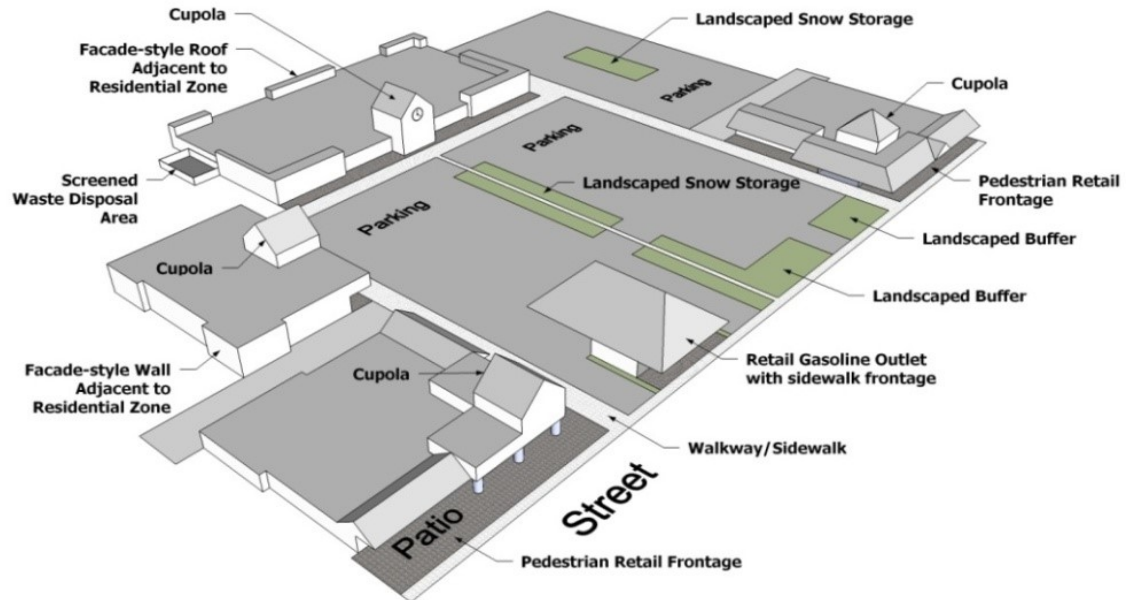 Cupola
Landscaped Snow Storage
Facade-style Roof
Adjacent to
Residential Zone
Parking
Cupola
Parking
Screened
Waste Disposal
Area
Landscaped Snow Storage
Pedestrian Retail
Frontage
Parking
Landscaped Buffer
Cupola
Landscaped Buffer
Facade-style Wall
Adjacent to
Residential Zone
Cupola
Retail Gasoline Outlet
with sidewalk frontage
Walkway/Sidewalk
Street
Patio
Pedestrian Retail Frontage